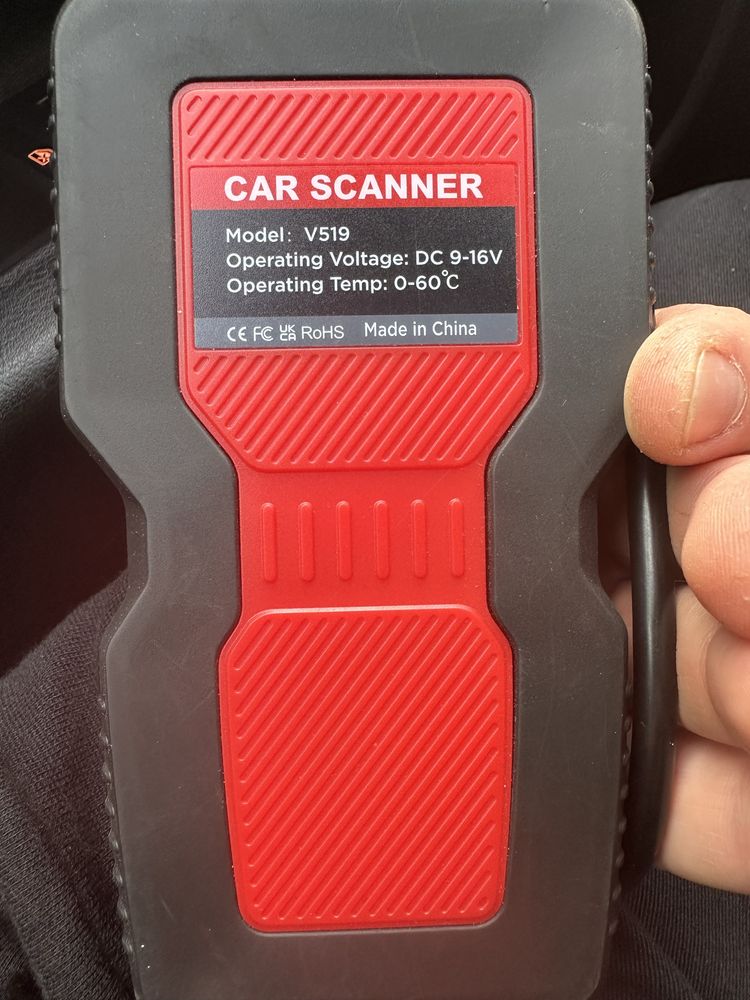 CAR SCANNER
Model: V519
Operating Voltage: DC 9-16V
Operating Temp: 0-60℃
CE FC UK CA RoHS Made in China